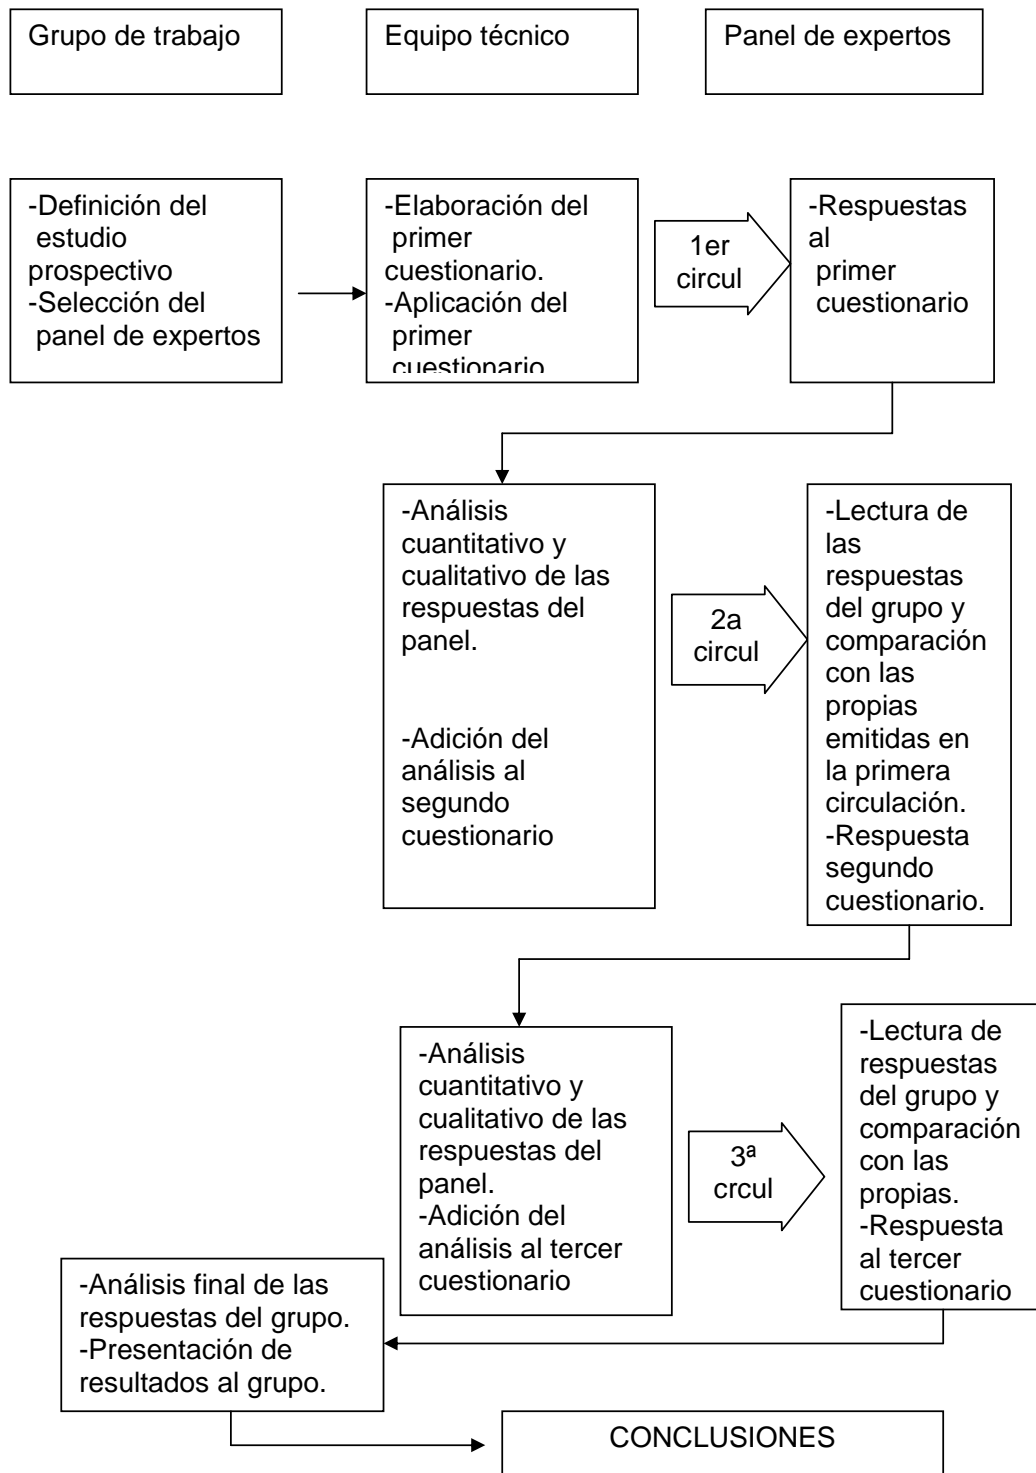 Grupo de trabajo
Equipo técnico
Panel de expertos
-Definición del
estudio
prospectivo
-Selección del
panel de expertos
-Elaboración del
primer
cuestionario.
-Aplicación del
primer
cuestionario
1er
circul
-Respuestas
al
primer
cuestionario
-Análisis
cuantitativo y
cualitativo de las
respuestas del
panel.
-Adición del
análisis al
segundo
cuestionario
2a
circul
-Lectura de
las
respuestas
del grupo y
comparación
con las
propias
emitidas en
la primera
circulación.
-Respuesta
segundo
cuestionario.
-Análisis
cuantitativo y
cualitativo de las
respuestas del
panel.
-Adición del
análisis al tercer
cuestionario
3ª
crcul
-Lectura de
respuestas
del grupo y
comparación
con las
propias.
-Respuesta
al tercer
cuestionario
-Análisis final de las
respuestas del grupo.
-Presentación de
resultados al grupo.
CONCLUSIONES